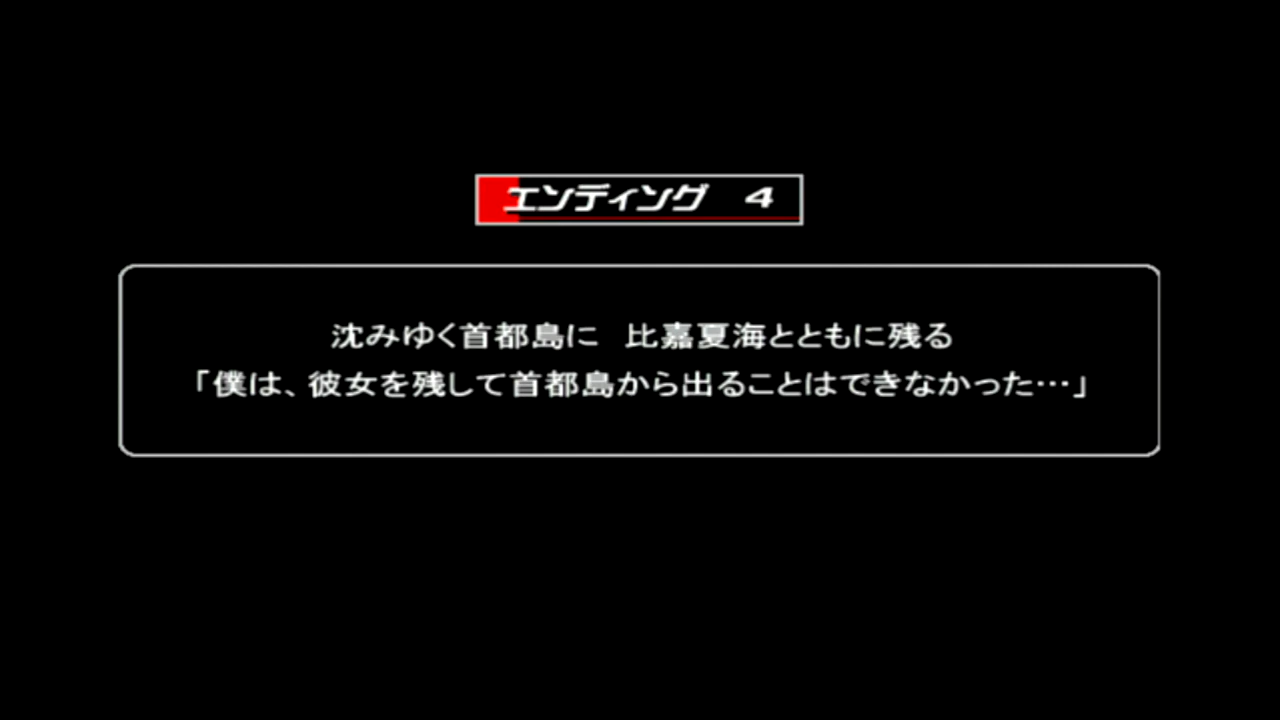 エンディング　4
沈みゆく首都島に　比嘉夏海とともに残る
「僕は、彼女を残して首都島から出ることはできなかった…」